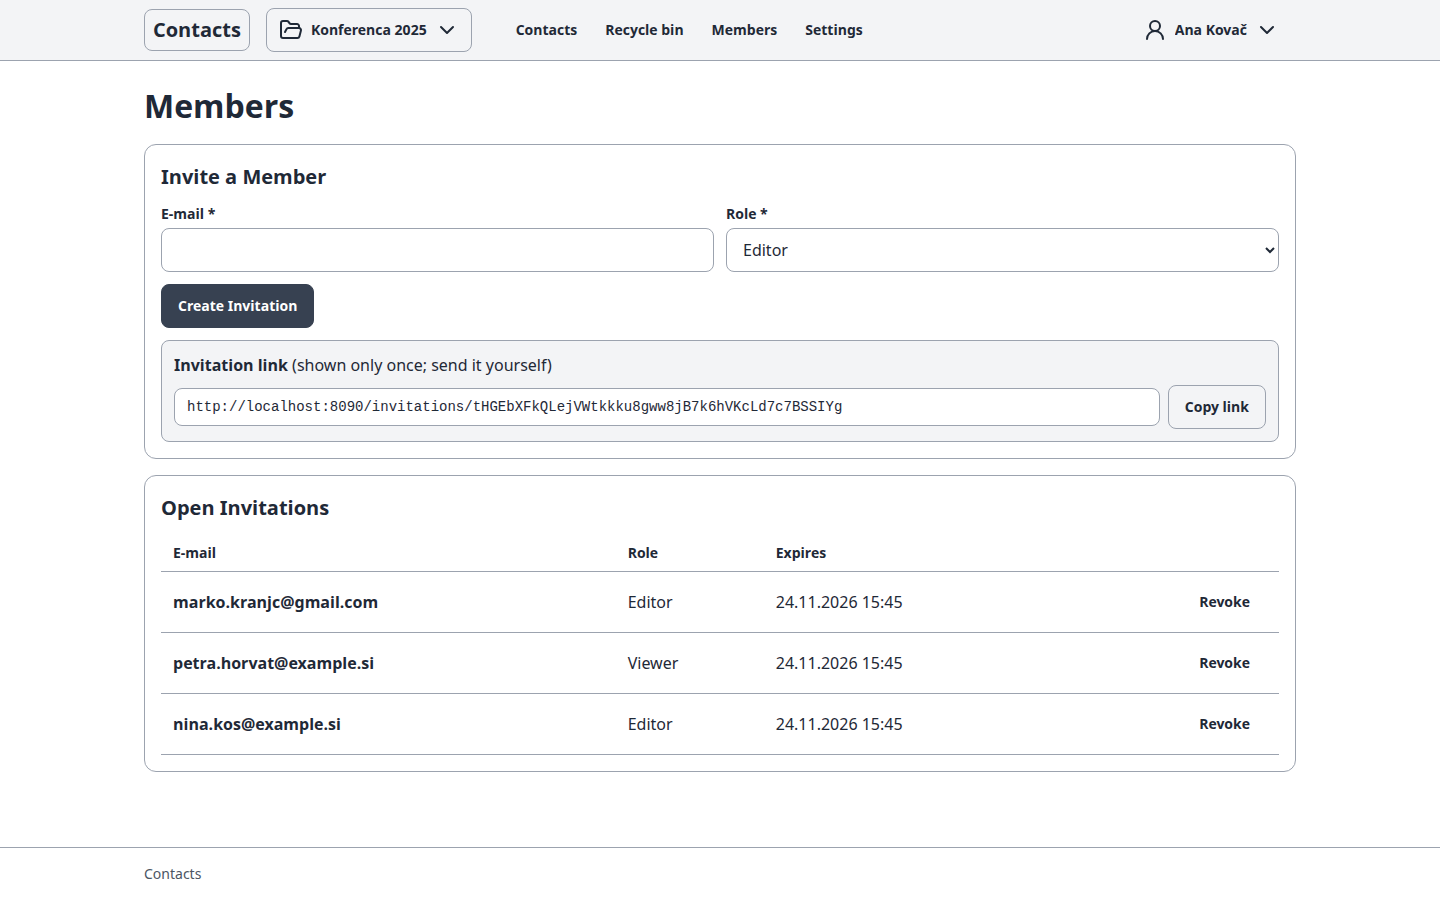 Contacts Konferenca 2025 Contacts Recycle bin Members Settings Ana Kovač
Members
Invite a Member
E-mail * Role *
Editor
Create Invitation
Invitation link (shown only once; send it yourself)
http://localhost:8090/invitations/tHGEbXFkQLejVWtkkku8gww8jB7k6hVKcLd7c7BSSIYg Copy link
Open Invitations
E-mail Role Expires
marko.kranjc@gmail.com Editor 24.11.2026 15:45 Revoke
petra.horvat@example.si Viewer 24.11.2026 15:45 Revoke
nina.kos@example.si Editor 24.11.2026 15:45 Revoke
Contacts